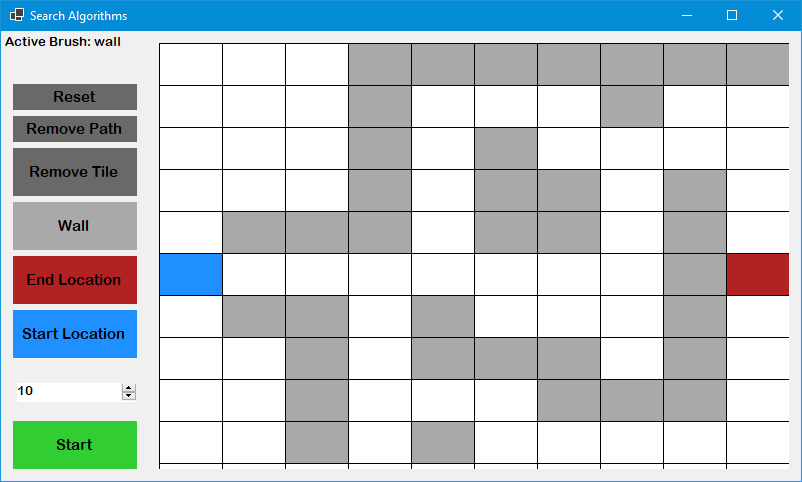 Search Algorithms
Active Brush: wall
Reset
Remove Path
Remove Tile
Wall
End Location
Start Location
10
Start